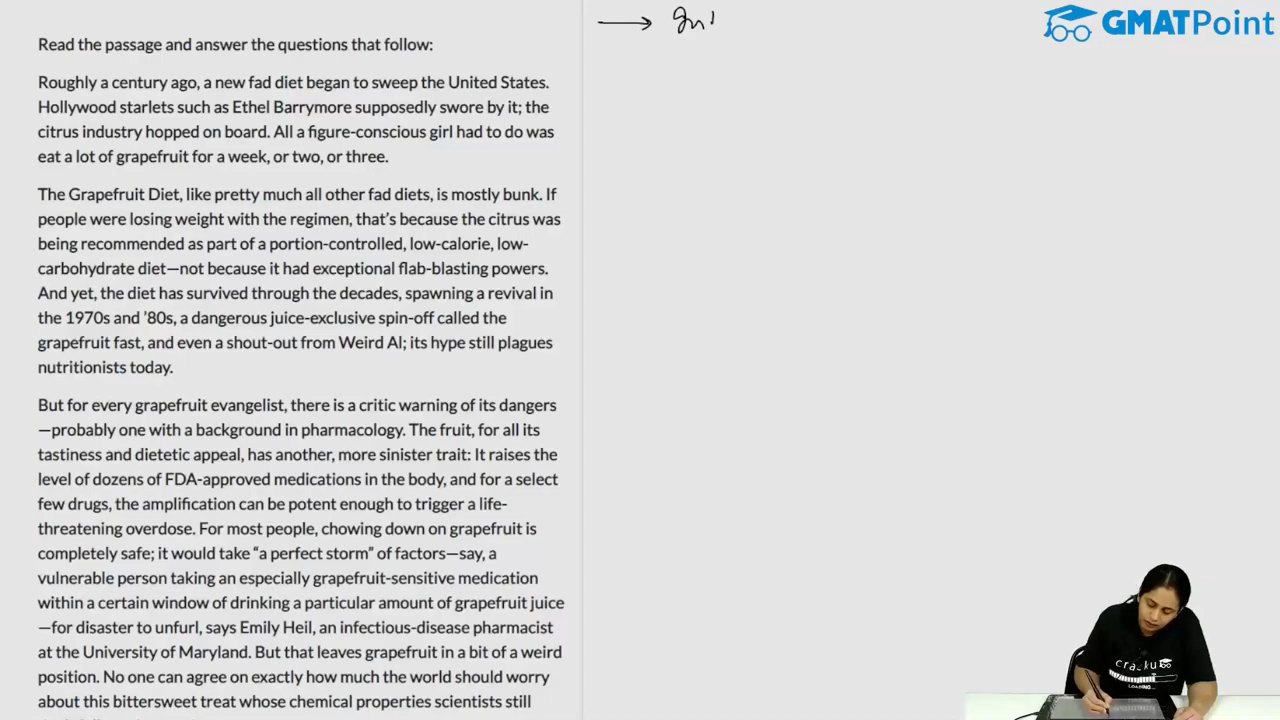 GMATPoint
Read the passage and answer the questions that follow:
Roughly a century ago, a new fad diet began to sweep the United States.
Hollywood starlets such as Ethel Barrymore supposedly swore by it; the
citrus industry hopped on board. All a figure-conscious girl had to do was
eat a lot of grapefruit for a week, or two, or three.
The Grapefruit Diet, like pretty much all other fad diets, is mostly bunk. If
people were losing weight with the regimen, that’s because the citrus was
being recommended as part of a portion-controlled, low-calorie, low-
carbohydrate diet—not because it had exceptional flab-blasting powers.
And yet, the diet has survived through the decades, spawning a revival in
the 1970s and ’80s, a dangerous juice-exclusive spin-off called the
grapefruit fast, and even a shout-out from Weird Al; its hype still plagues
nutritionists today.
But for every grapefruit evangelist, there is a critic warning of its dangers
—probably one with a background in pharmacology. The fruit, for all its
tastiness and dietetic appeal, has another, more sinister trait: It raises the
level of dozens of FDA-approved medications in the body, and for a select
few drugs, the amplification can be potent enough to trigger a life-
threatening overdose. For most people, chowing down on grapefruit is
completely safe; it would take “a perfect storm” of factors—say, a
vulnerable person taking an especially grapefruit-sensitive medication
within a certain window of drinking a particular amount of grapefruit juice
—for disaster to unfurl, says Emily Heil, an infectious-disease pharmacist
at the University of Maryland. But that leaves grapefruit in a bit of a weird
position. No one can agree on exactly how much the world should worry
about this bittersweet treat whose chemical properties scientists still
cracku
LOADING